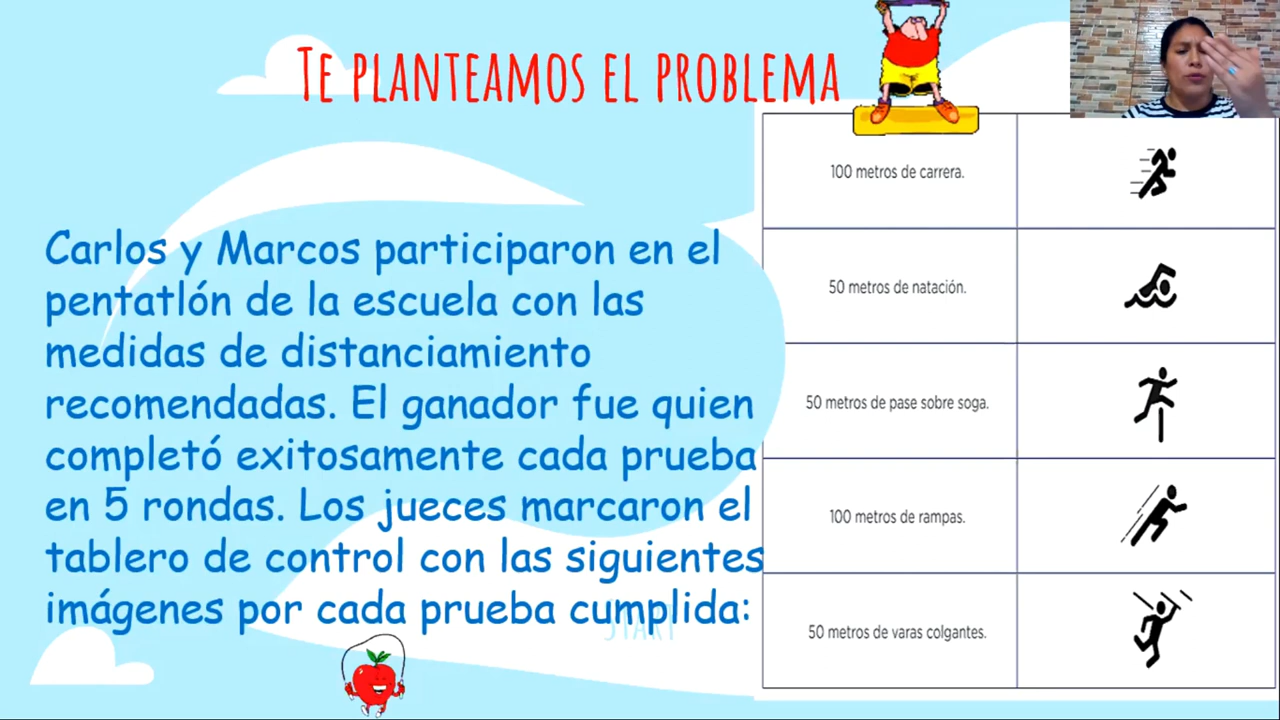 TE PLANTEAMOS EL PROBLEMA
Carlos y Marcos participaron en el
pentatlón de la escuela con las
medidas de distanciamiento
recomendadas. El ganador fue quien
completó exitosamente cada prueba
en 5 rondas. Los jueces marcaron el
tablero de control con las siguientes
imágenes por cada prueba cumplida:
START
100 metros de carrera.
50 metros de natación.
50 metros de pase sobre soga.
100 metros de rampas.
50 metros de varas colgantes.